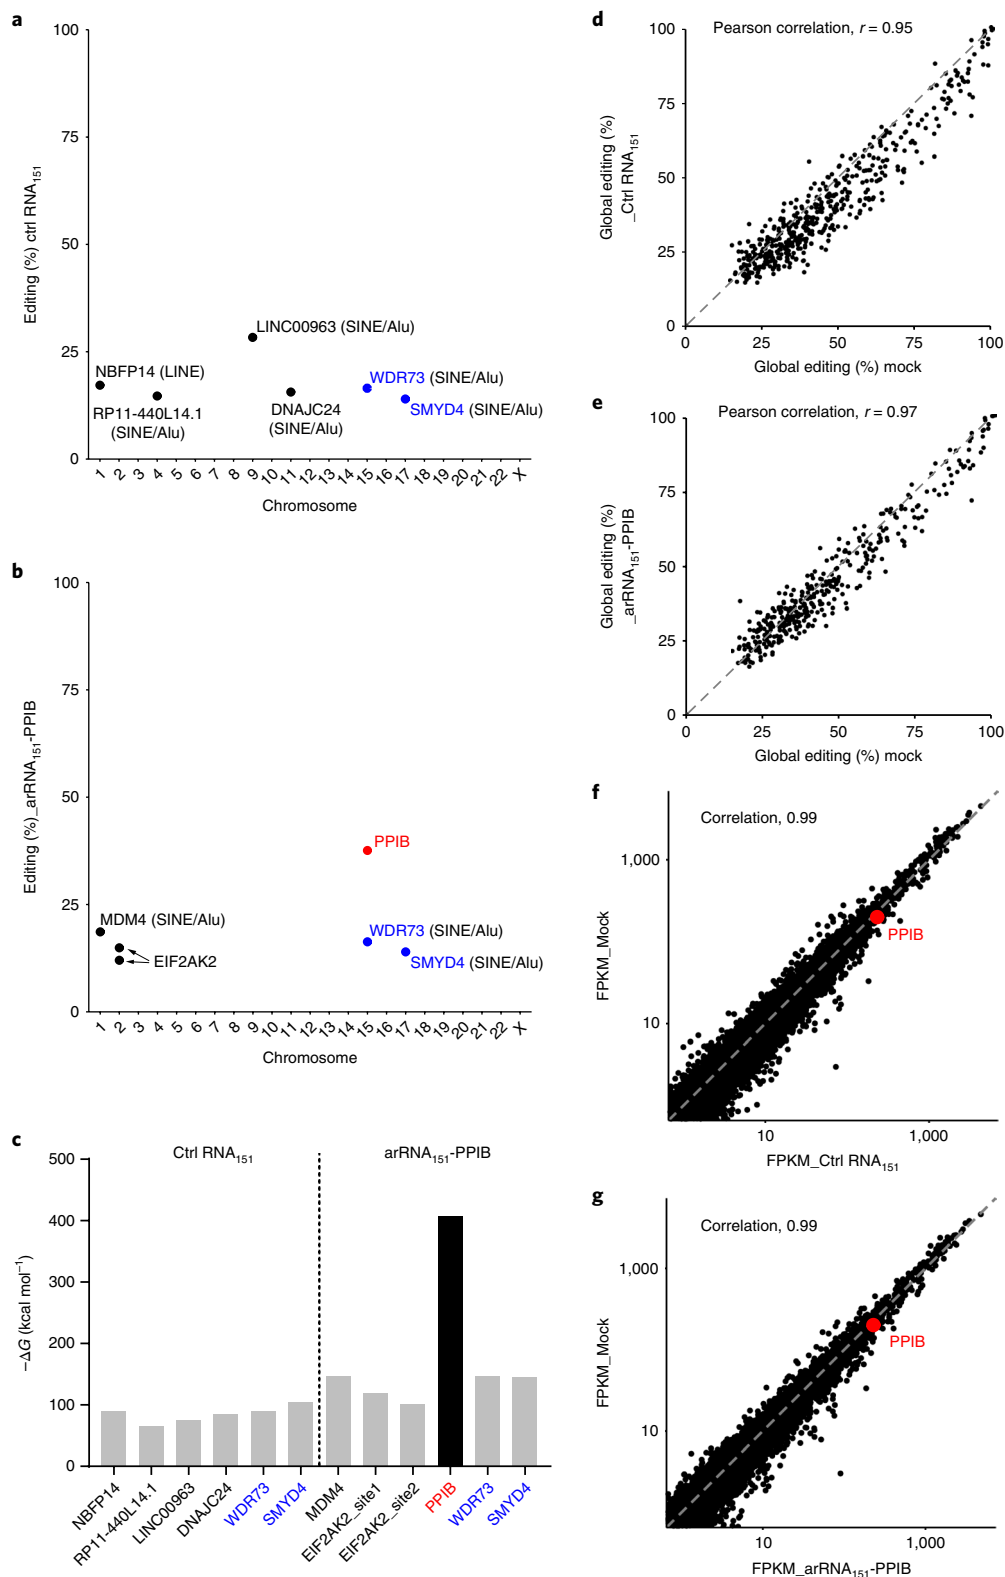 a
100
75
50
25
0
Editing (%) ctrl RNA151
NBFP14 (LINE)
RP11-440L14.1
(SINE/Alu)
LINC00963 (SINE/Alu)
DNAJC24
(SINE/Alu)
WDR73 (SINE/Alu)
SMYD4 (SINE/Alu)
1 2 3 4 5 6 7 8 9 10 11 12 13 14 15 16 17 18 19 20 21 22 X
Chromosome
b
100
75
50
25
0
Editing (%)_arRNA151-PPIB
PPIB
MDM4 (SINE/Alu)
EIF2AK2
WDR73 (SINE/Alu)
SMYD4 (SINE/Alu)
1 2 3 4 5 6 7 8 9 10 11 12 13 14 15 16 17 18 19 20 21 22 X
Chromosome
c
Ctrl RNA151
arRNA151-PPIB
500
400
300
200
100
0
−ΔG (kcal mol−1)
NBFP14
RP11-440L14.1
LINC00963
DNAJC24
WDR73
SMYD4
MDM4
EIF2AK2_site1
EIF2AK2_site2
PPIB
WDR73
SMYD4
d
Pearson correlation, r = 0.95
100
75
50
25
0
Global editing (%)
_Ctrl RNA151
0 25 50 75 100
Global editing (%) mock
e
Pearson correlation, r = 0.97
100
75
50
25
0
Global editing (%)
_arRNA151-PPIB
0 25 50 75 100
Global editing (%) mock
f
Correlation, 0.99
1,000
10
FPKM_Mock
PPIB
10 1,000
FPKM_Ctrl RNA151
g
Correlation, 0.99
1,000
10
FPKM_Mock
PPIB
10 1,000
FPKM_arRNA151-PPIB